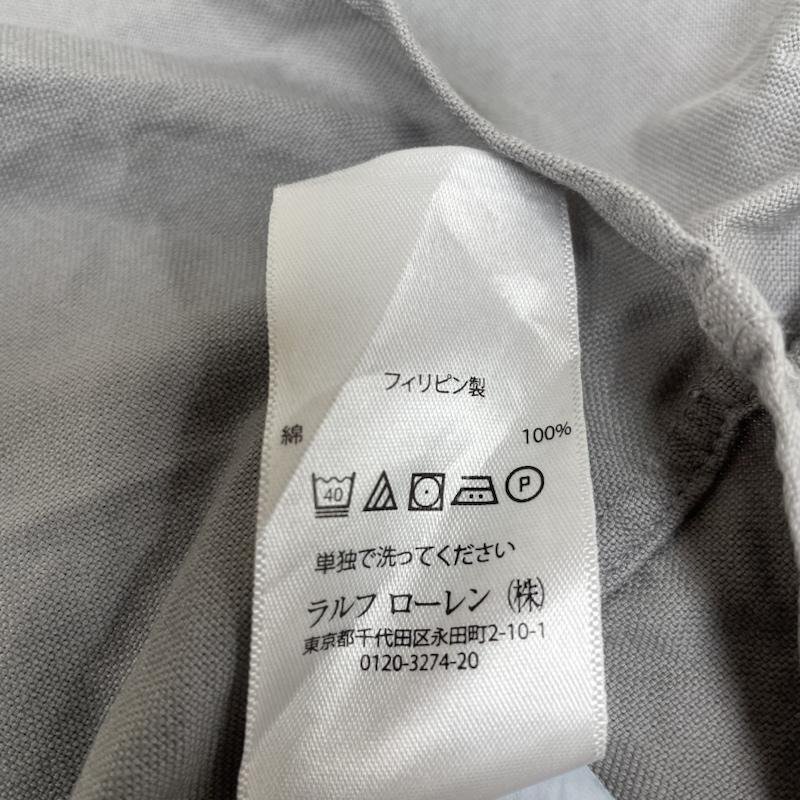 フィリピン製
綿 100%
40 P
単独で洗ってください
ラルフ ローレン（株）
東京都千代田区永田町2-10-1
0120-3274-20